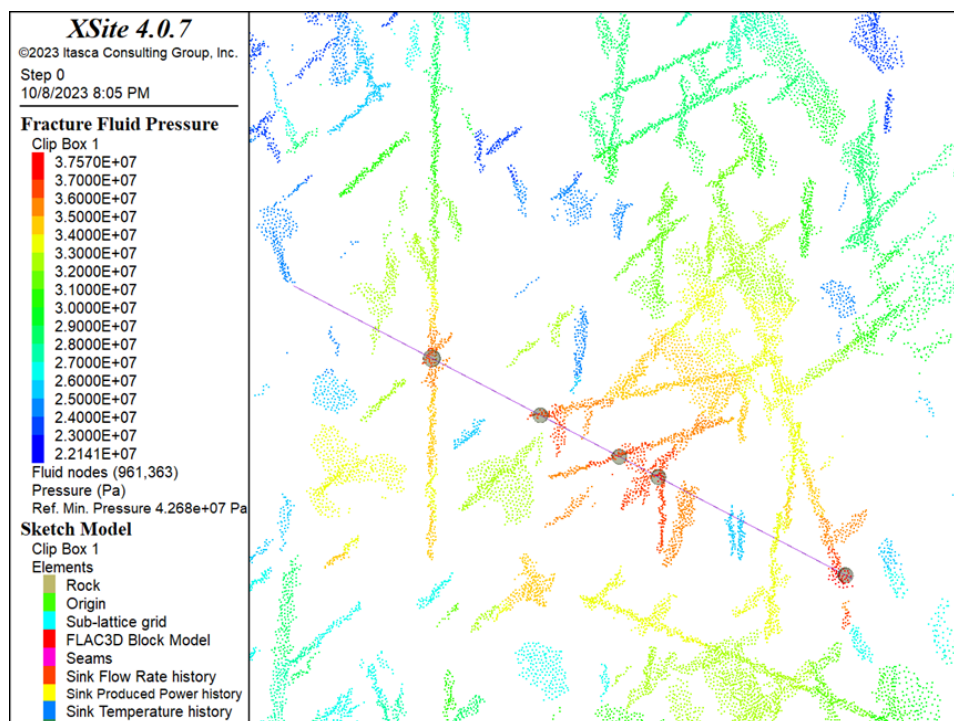 XSite 4.0.7
©2023 Itasca Consulting Group, Inc.
Step 0
10/8/2023 8:05 PM
Fracture Fluid Pressure
Clip Box 1
3.7570E+07
3.7000E+07
3.6000E+07
3.5000E+07
3.4000E+07
3.3000E+07
3.2000E+07
3.1000E+07
3.0000E+07
2.9000E+07
2.8000E+07
2.7000E+07
2.6000E+07
2.5000E+07
2.4000E+07
2.3000E+07
2.2141E+07
Fluid nodes (961,363)
Pressure (Pa)
Ref. Min. Pressure 4.268e+07 Pa
Sketch Model
Clip Box 1
Elements
Rock
Origin
Sub-lattice grid
FLAC3D Block Model
Seams
Sink Flow Rate history
Sink Produced Power history
Sink Temperature history